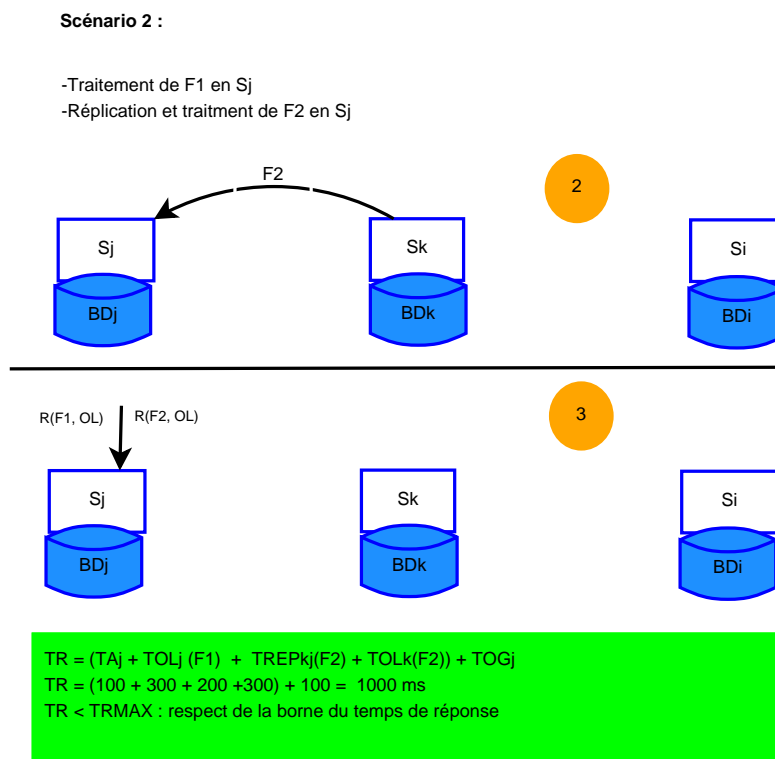 Scénario 2 :
-Traitement de F1 en Sj
-Réplication et traitment de F2 en Sj
F2
2
Sj
Sk
Si
BDj
BDk
BDi
3
R(F1, OL)
R(F2, OL)
Sj
Sk
Si
BDj
BDk
BDi
TR = (TAj + TOLj (F1) + TREPkj(F2) + TOLk(F2)) + TOGj
TR = (100 + 300 + 200 +300) + 100 = 1000 ms
TR < TRMAX : respect de la borne du temps de réponse